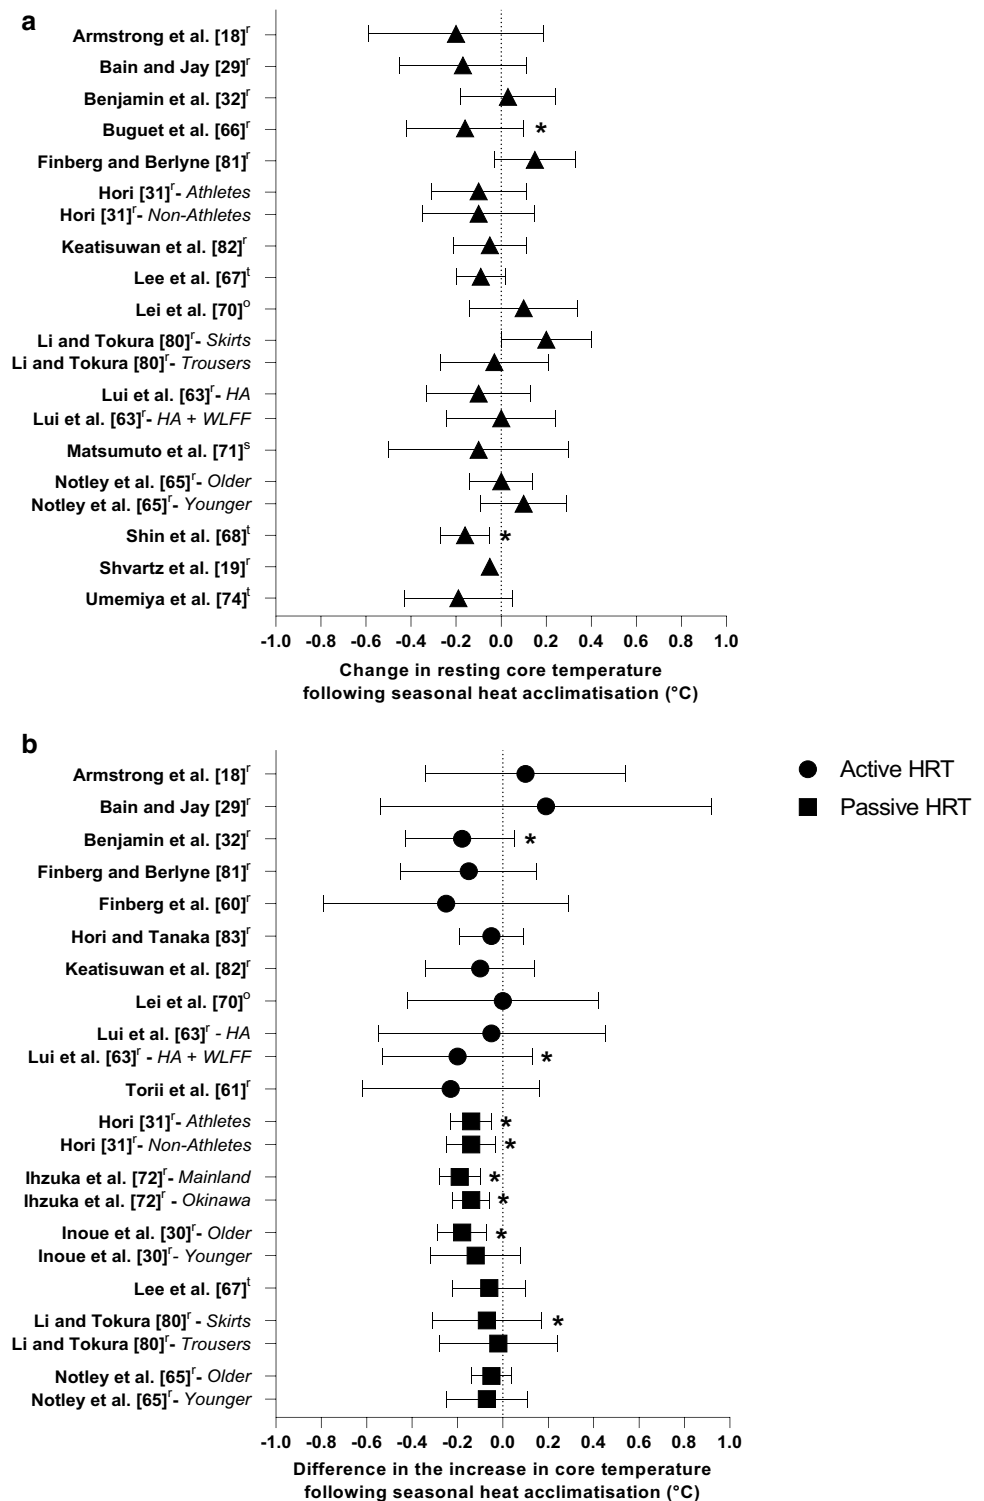 a
Armstrong et al. [18]r
Bain and Jay [29]r
Benjamin et al. [32]r
Buguet et al. [66]r *
Finberg and Berlyne [81]r
Hori [31]r- Athletes
Hori [31]r- Non-Athletes
Keatisuwan et al. [82]r
Lee et al. [67]t
Lei et al. [70]o
Li and Tokura [80]r- Skirts
Li and Tokura [80]r- Trousers
Lui et al. [63]r- HA
Lui et al. [63]r- HA + WLFF
Matsumuto et al. [71]s
Notley et al. [65]r- Older
Notley et al. [65]r- Younger
Shin et al. [68]t *
Shvartz et al. [19]r
Umemiya et al. [74]t
-1.0 -0.8 -0.6 -0.4 -0.2 0.0 0.2 0.4 0.6 0.8 1.0
Change in resting core temperature
following seasonal heat acclimatisation (°C)
b
Armstrong et al. [18]r
Bain and Jay [29]r
Benjamin et al. [32]r *
Finberg and Berlyne [81]r
Finberg et al. [60]r
Hori and Tanaka [83]r
Keatisuwan et al. [82]r
Lei et al. [70]o
Lui et al. [63]r - HA
Lui et al. [63]r - HA + WLFF *
Torii et al. [61]r
Hori [31]r- Athletes *
Hori [31]r- Non-Athletes *
Ihzuka et al. [72]r- Mainland *
Ihzuka et al. [72]r - Okinawa *
Inoue et al. [30]r- Older *
Inoue et al. [30]r- Younger
Lee et al. [67]t
Li and Tokura [80]r - Skirts *
Li and Tokura [80]r- Trousers
Notley et al. [65]r- Older
Notley et al. [65]r- Younger
-1.0 -0.8 -0.6 -0.4 -0.2 0.0 0.2 0.4 0.6 0.8 1.0
Difference in the increase in core temperature
following seasonal heat acclimatisation (°C)
Active HRT
Passive HRT